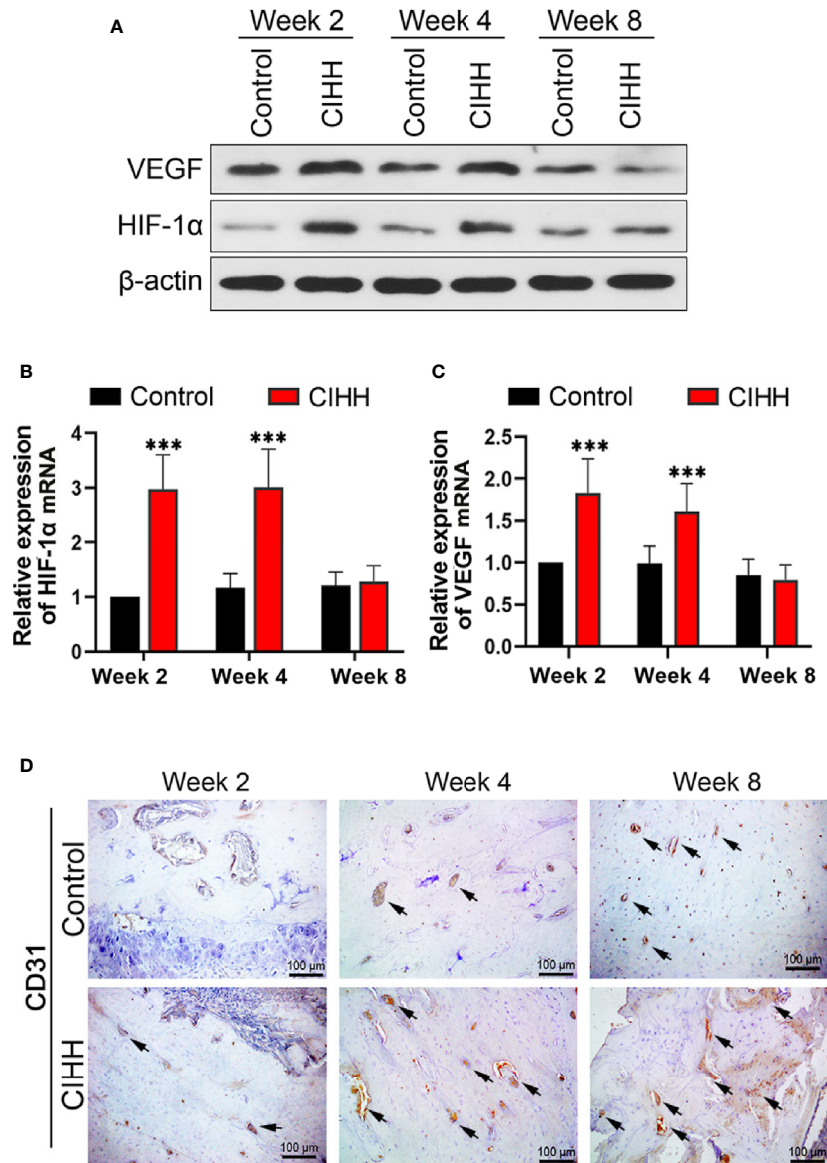 A
Week 2 Week 4 Week 8
Control CIHH Control CIHH Control CIHH
VEGF
HIF-1α
β-actin
B
Control CIHH
Relative expression
of HIF-1α mRNA
4
3
2
1
0
*** ***
Week 2 Week 4 Week 8
C
Control CIHH
Relative expression
of VEGF mRNA
2.5
2.0
1.5
1.0
0.5
0.0
*** ***
Week 2 Week 4 Week 8
D
Week 2 Week 4 Week 8
CD31
Control
100 µm 100 µm 100 µm
CIHH
100 µm 100 µm 100 µm